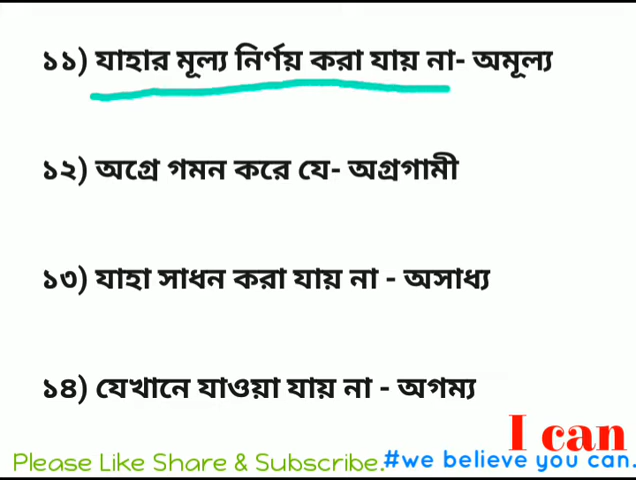 ১১) যাহার মূল্য নির্ণয় করা যায় না- অমূল্য
১২) অগ্রে গমন করে যে- অগ্রগামী
১৩) যাহা সাধন করা যায় না - অসাধ্য
১৪) যেখানে যাওয়া যায় না - অগম্য
I can
Please Like Share & Subscribe.#we believe you can.